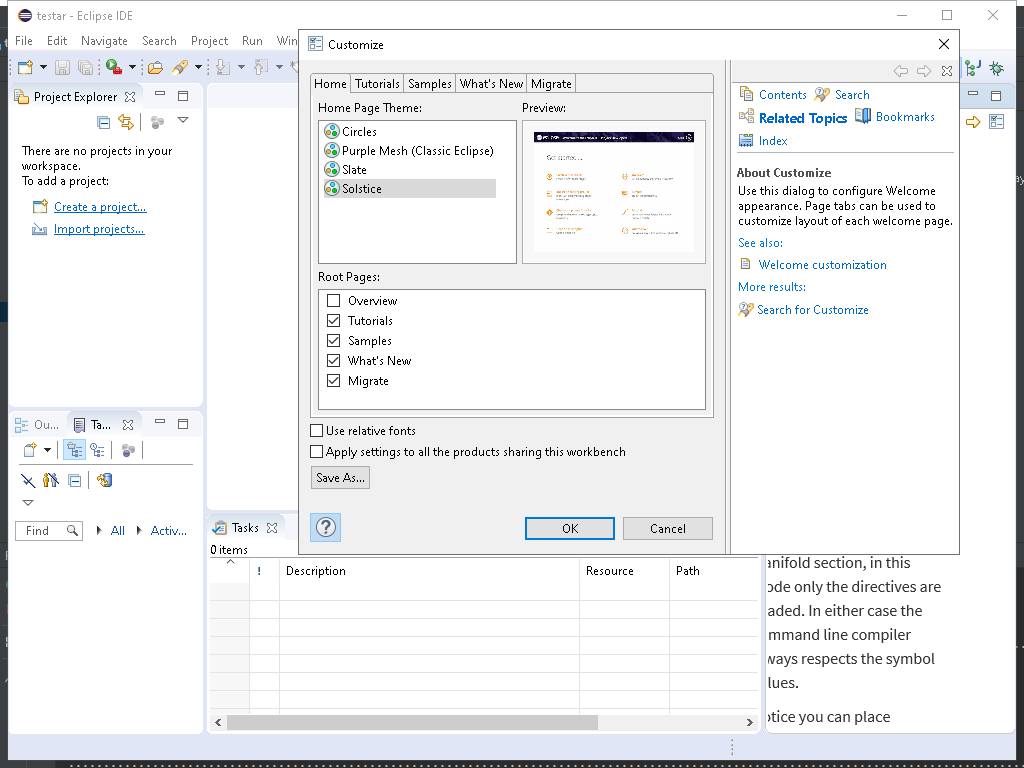 testar - Eclipse IDE
File Edit Navigate Search Project Run Win
Customize
Project Explorer
There are no projects in your
workspace.
To add a project:
Create a project...
Import projects...
Home Tutorials Samples What's New Migrate
Home Page Theme:
Preview:
Circles
Purple Mesh (Classic Eclipse)
Slate
Solstice
Root Pages:
Overview
Tutorials
Samples
What's New
Migrate
Use relative fonts
Apply settings to all the products sharing this workbench
Save As...
OK Cancel
Contents Search
Related Topics Bookmarks
Index
About Customize
Use this dialog to configure Welcome
appearance. Page tabs can be used to
customize layout of each welcome page.
See also:
Welcome customization
More results:
Search for Customize
Ou... Ta...
Find All Activ...
Tasks
0 items
! Description Resource Path
anifold section, in this
ode only the directives are
aded. In either case the
mmand line compiler
ways respects the symbol
lues.
otice you can place